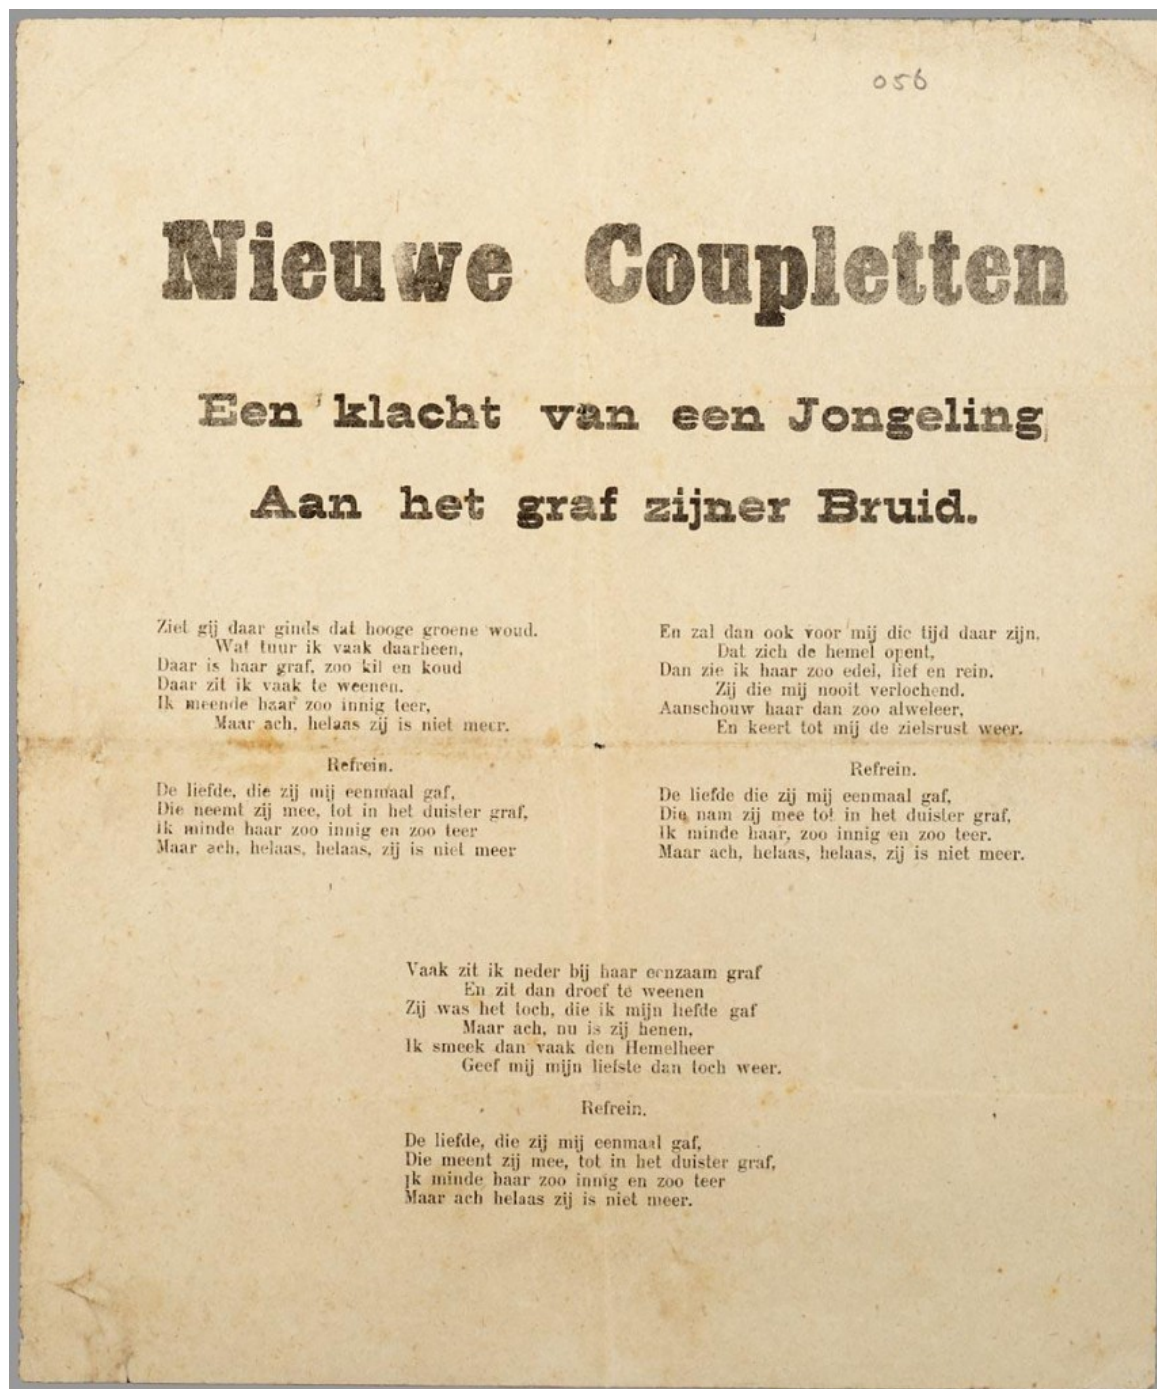 056
Nieuwe Coupletten
Een klacht van een Jongeling
Aan het graf zijner Bruid.
Ziet gij daar ginds dat hooge groene woud.
Wat tuur ik vaak daarheen,
Daar is haar graf, zoo kil en koud
Daar zit ik vaak te weenen.
Ik meende haar zoo innig teer,
Maar ach, helaas zij is niet meer.
Refrein.
De liefde, die zij mij eenmaal gaf,
Die neemt zij mee, tot in het duister graf,
Ik minde haar zoo innig en zoo teer
Maar ach, helaas, helaas, zij is niet meer
En zal dan ook voor mij die tijd daar zijn,
Dat zich de hemel opent,
Dan zie ik haar zoo edel, lief en rein.
Zij die mij nooit verlochend.
Aanschouw haar dan zoo alweleer,
En keert tot mij de zielsrust weer.
Refrein.
De liefde die zij mij eenmaal gaf,
Die nam zij mee tot in het duister graf,
Ik minde haar, zoo innig en zoo teer.
Maar ach, helaas, helaas, zij is niet meer.
Vaak zit ik neder bij haar eenzaam graf
En zit dan droef te weenen
Zij was het toch, die ik mijn liefde gaf
Maar ach, nu is zij henen,
Ik smeek dan vaak den Hemelheer
Geef mij mijn liefste dan toch weer.
Refrein.
De liefde, die zij mij eenmaal gaf,
Die meent zij mee, tot in het duister graf,
Ik minde haar zoo innig en zoo teer
Maar ach helaas zij is niet meer.